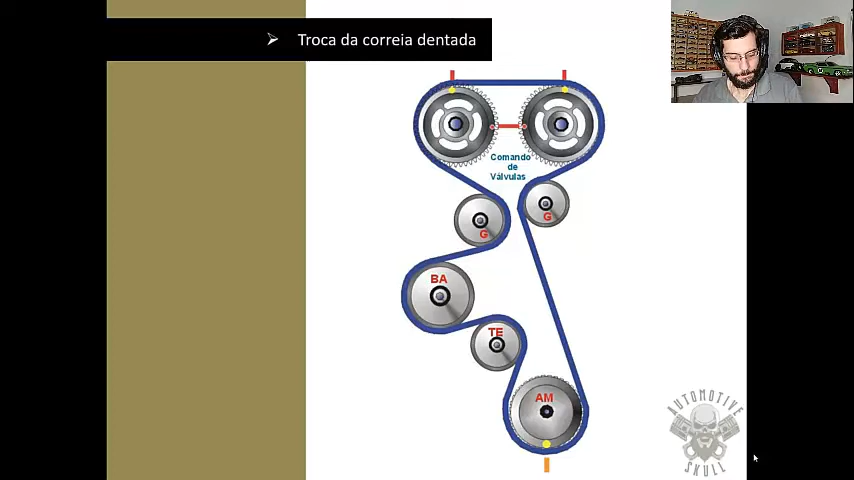 Troca da correia dentada
Comando
de
Válvulas
G
G
BA
TE
AM
AUTOMOTIVE
SKULL